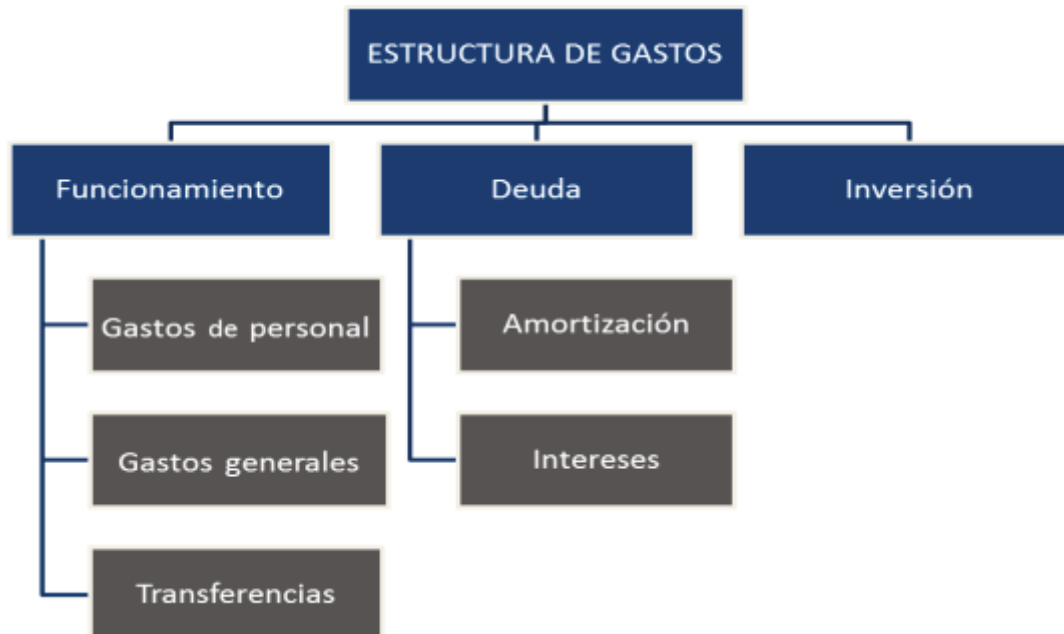 ESTRUCTURA DE GASTOS
Funcionamiento
Deuda
Inversión
Gastos de personal
Amortización
Gastos generales
Intereses
Transferencias